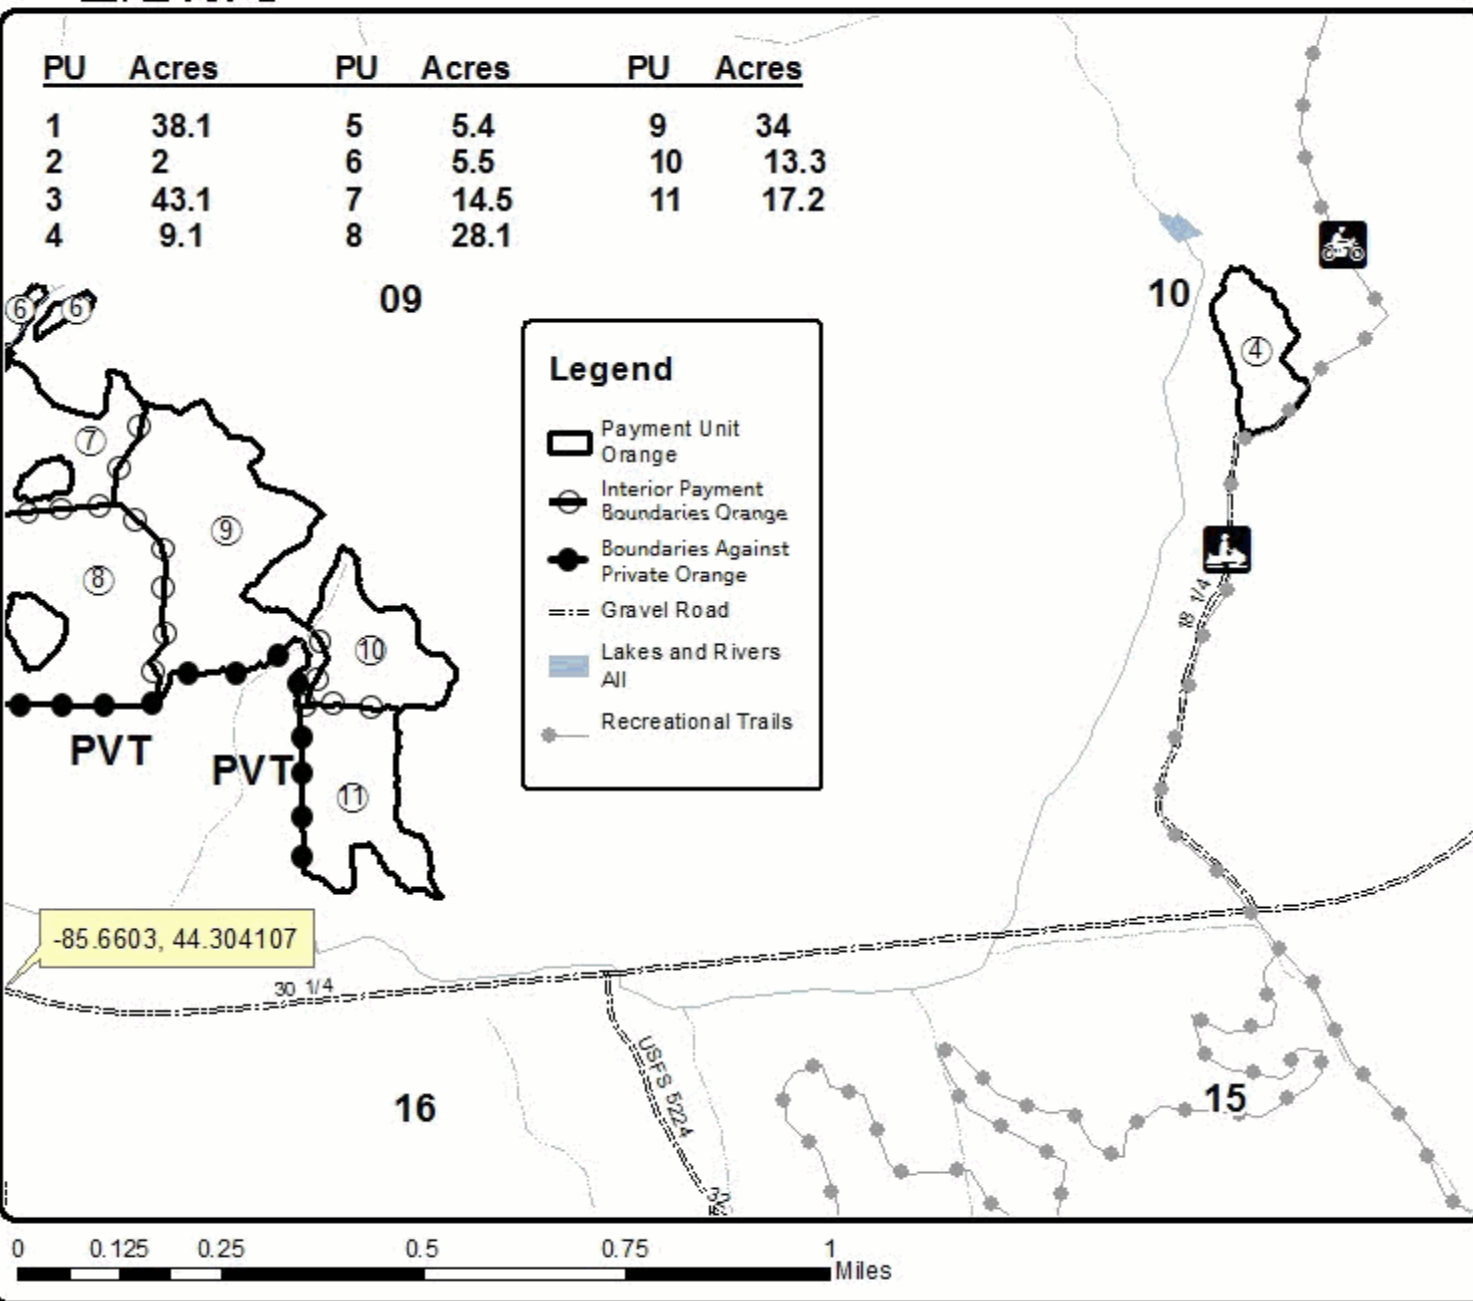 PU Acres PU Acres PU Acres
1 38.1 5 5.4 9 34
2 2 6 5.5 10 13.3
3 43.1 7 14.5 11 17.2
4 9.1 8 28.1
6 6
09
10
4
Legend
Payment Unit
Orange
Interior Payment
Boundaries Orange
Boundaries Against
Private Orange
Gravel Road
Lakes and Rivers
All
Recreational Trails
7
9
8
10
PVT
PVT
11
18 1/4
-85.6603, 44.304107
30 1/4
USFS 5224
16
15
0 0.125 0.25 0.5 0.75 1
Miles